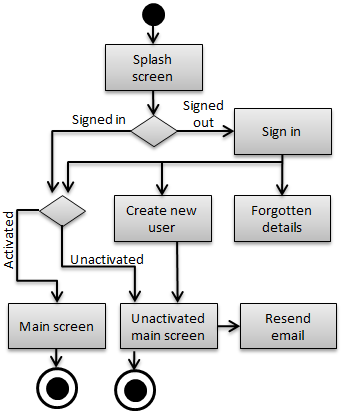 Splash
screen
Signed in
Signed
out
Sign in
Create new
user
Forgotten
details
Activated
Unactivated
Main screen
Unactivated
main screen
Resend
email